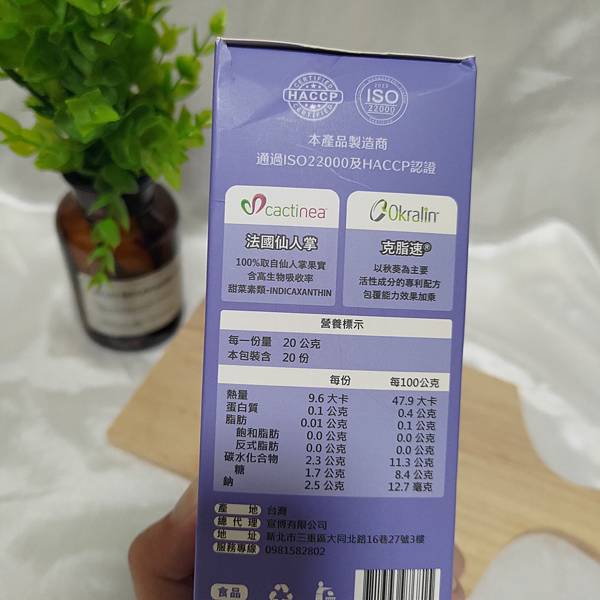 CERTIFIED
HACCP
CERTIFIED
ISO
22000
本產品製造商
通過ISO22000及HACCP認證
cactinea™
法國仙人掌
100%取自仙人掌果實
含高生物吸收率
甜菜素類-INDICAXANTHIN
Okralin™
克脂速®
以秋葵為主要
活性成分的專利配方
包覆能力效果加乘
營養標示
每一份量 20 公克
本包裝含 20 份
每份 每100公克
熱量 9.6 大卡 47.9 大卡
蛋白質 0.1 公克 0.4 公克
脂肪 0.01 公克 0.1 公克
飽和脂肪 0.0 公克 0.0 公克
反式脂肪 0.0 公克 0.0 公克
碳水化合物 2.3 公克 11.3 公克
糖 1.7 公克 8.4 公克
鈉 2.5 公克 12.7 毫克
產地 台灣
總代理 宣博有限公司
地址 新北市三重區大同北路16巷27號3樓
服務專線 0981582802
食品